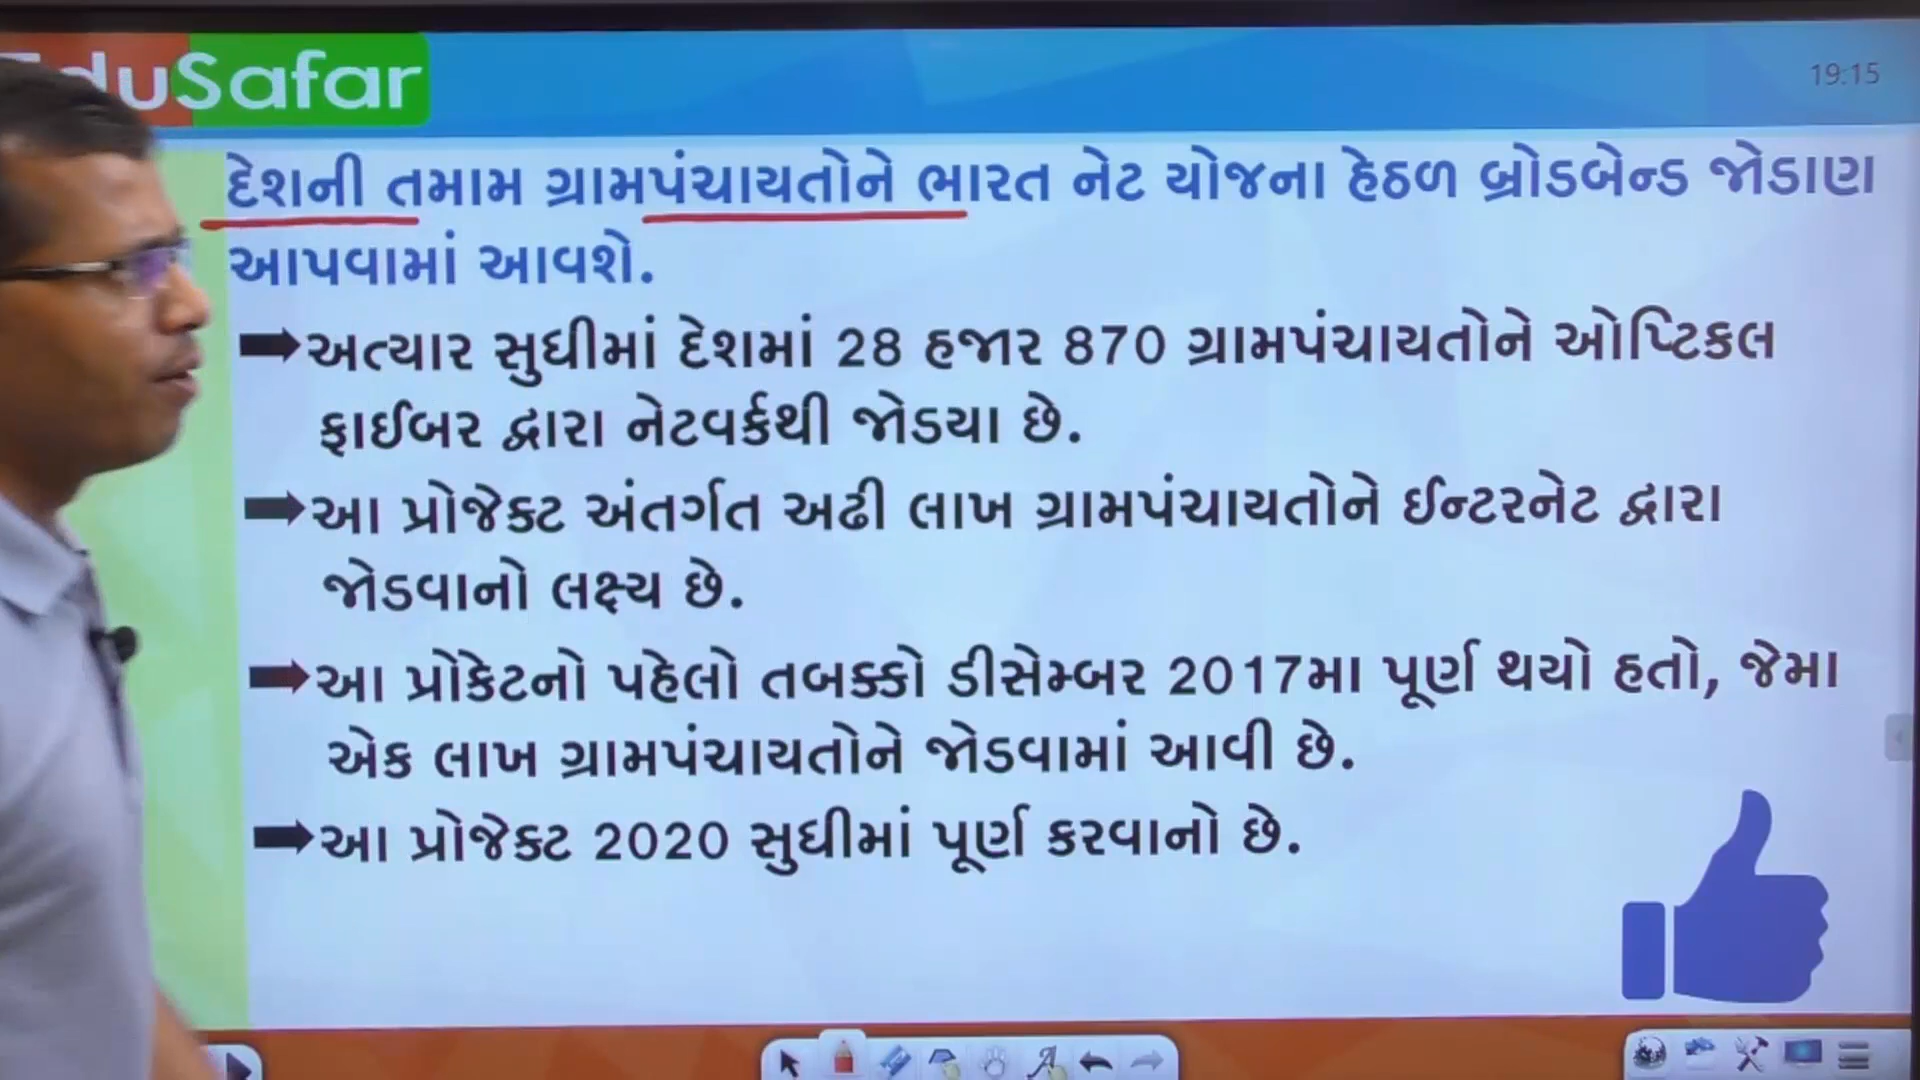 EduSafar
19:15
દેશની તમામ ગ્રામપંચાયતોને ભારત નેટ યોજના હેઠળ બ્રોડબેન્ડ જોડાણ
આપવામાં આવશે.
➡અત્યાર સુધીમાં દેશમાં 28 હજાર 870 ગ્રામપંચાયતોને ઓપ્ટિકલ
ફાઈબર દ્વારા નેટવર્કથી જોડયા છે.
➡આ પ્રોજેક્ટ અંતર્ગત અઢી લાખ ગ્રામપંચાયતોને ઈન્ટરનેટ દ્વારા
જોડવાનો લક્ષ્ય છે.
➡આ પ્રોકેટનો પહેલો તબક્કો ડીસેમ્બર 2017મા પૂર્ણ થયો હતો, જેમા
એક લાખ ગ્રામપંચાયતોને જોડવામાં આવી છે.
➡આ પ્રોજેક્ટ 2020 સુધીમાં પૂર્ણ કરવાનો છે.